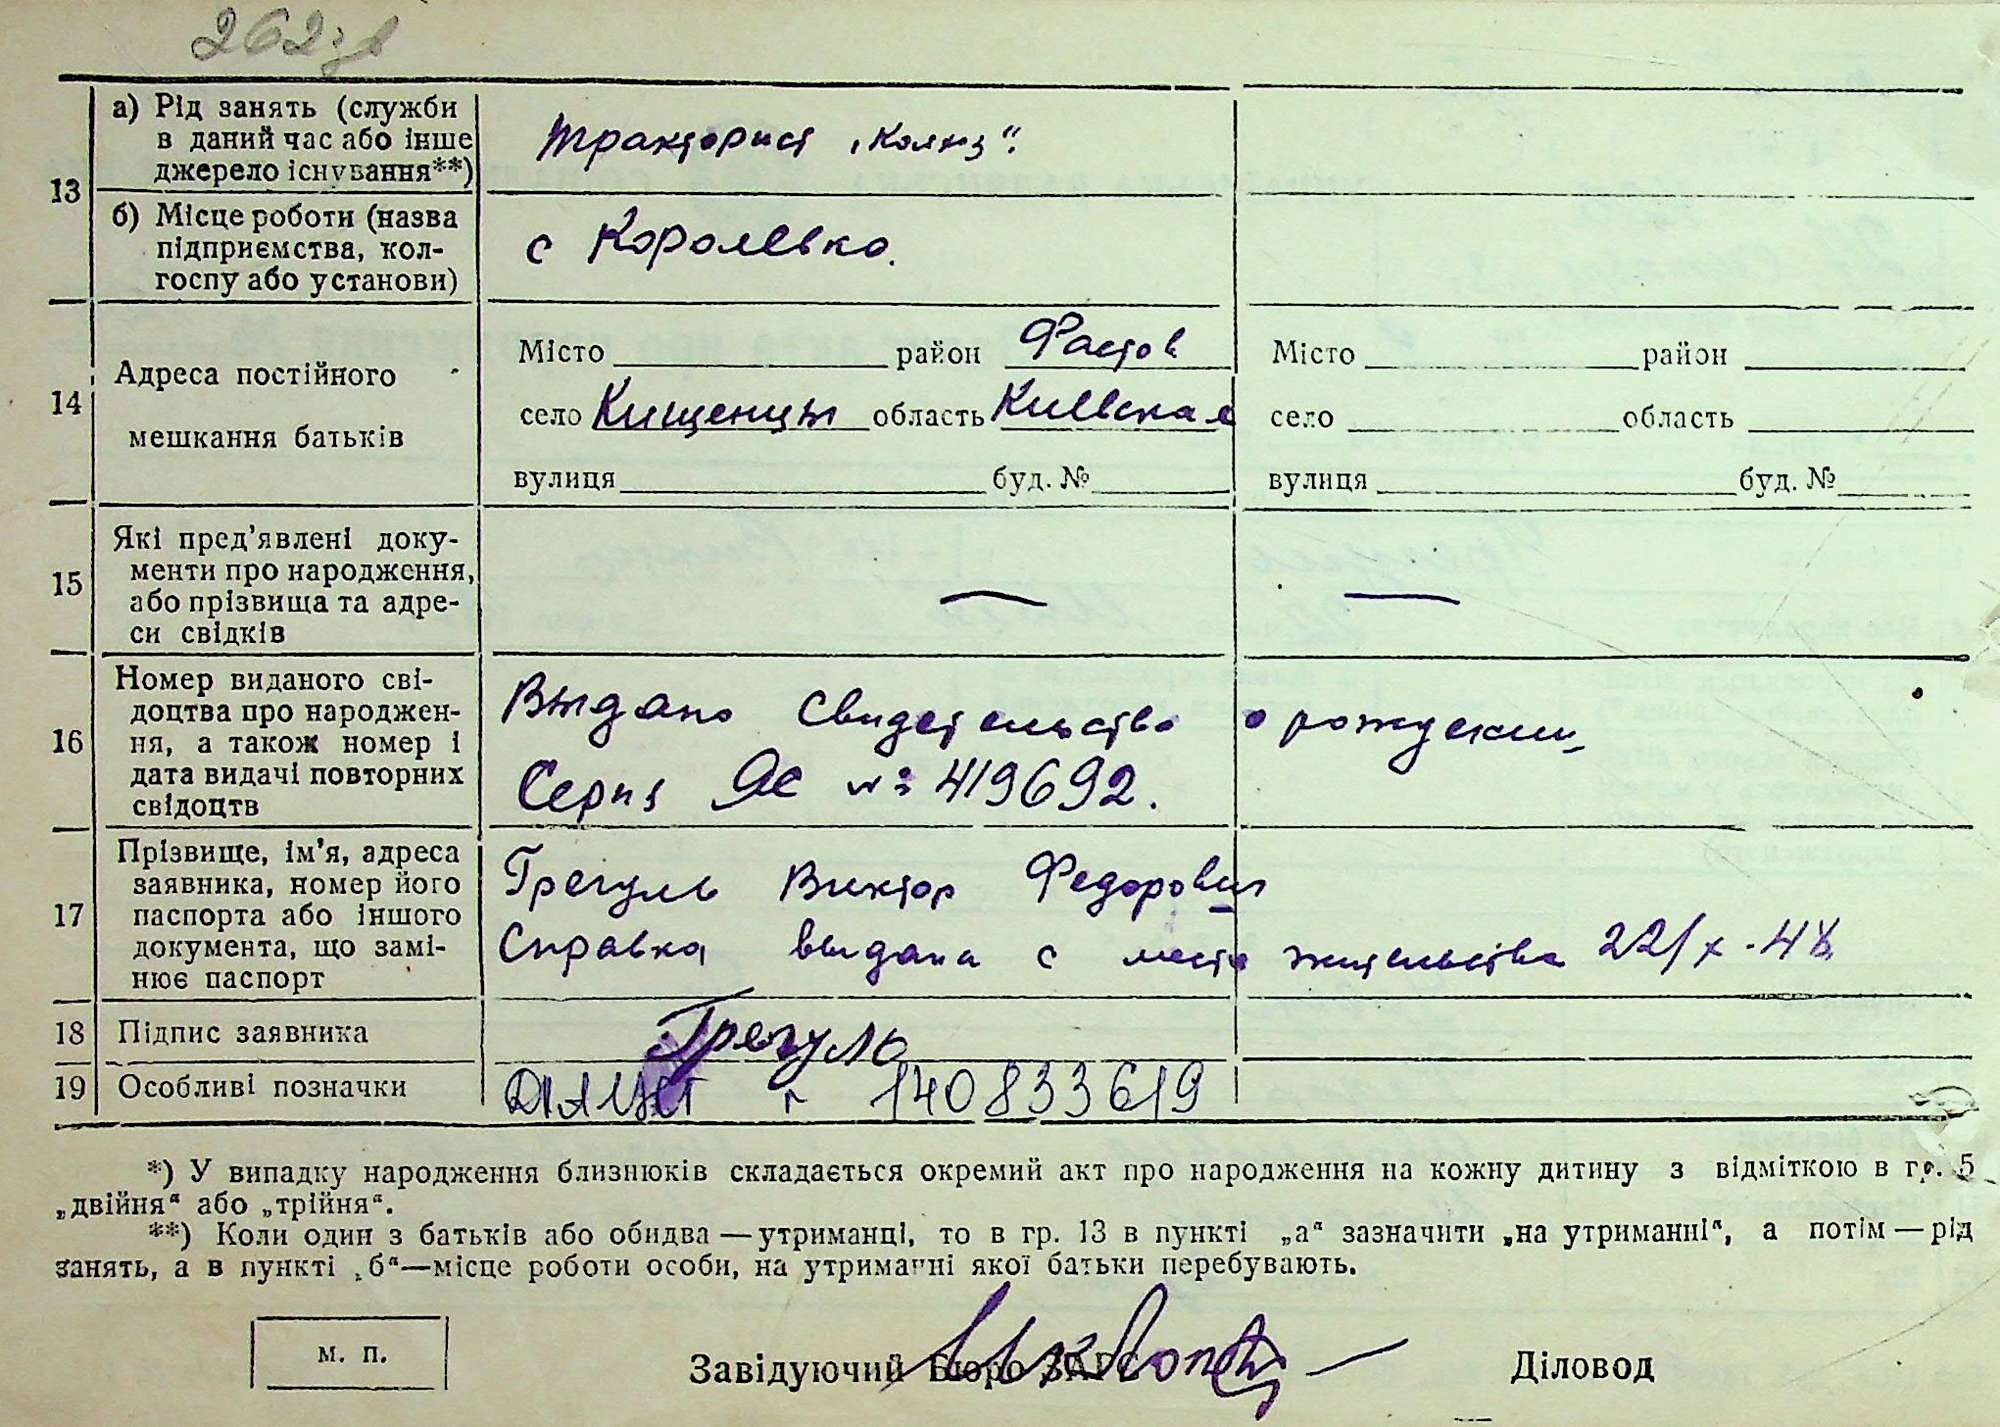 262 зв
13
а) Рід занять (служби
в даний час або інше
джерело існування**)
Тракторист „Колхоз".
б) Місце роботи (назва
підприємства, кол-
госпу або установи)
с Королевка.
14
Адреса постійного
мешкання батьків
Місто район Фастов
село Кищенцы область Киевская
вулиця буд. №
Місто район
село область
вулиця буд. №
15
Які пред'явлені доку-
менти про народження,
або прізвища та адре-
си свідків
—
—
16
Номер виданого сві-
доцтва про народжен-
ня, а також номер і
дата видачі повторних
свідоцтв
Выдано свидетельство о рождении
Серия ЯЄ № 419692.
17
Прізвище, ім'я, адреса
заявника, номер його
паспорта або іншого
документа, що замі-
нює паспорт
Грегуль Виктор Федорович
Справка выдана с места жительства 22/X-48
18
Підпис заявника
Грегуль
19
Особливі позначки
140833619
*) У випадку народження близнюків складається окремий акт про народження на кожну дитину з відміткою в гр. 5
„двійня“ або „трійня“.
**) Коли один з батьків або обидва — утриманці, то в гр. 13 в пункті „а“ зазначити „на утриманні“, а потім — рід
занять, а в пункті „б“—місце роботи особи, на утриманні якої батьки перебувають.
м. п.
Завідуючий Бюро ЗАГС
Діловод